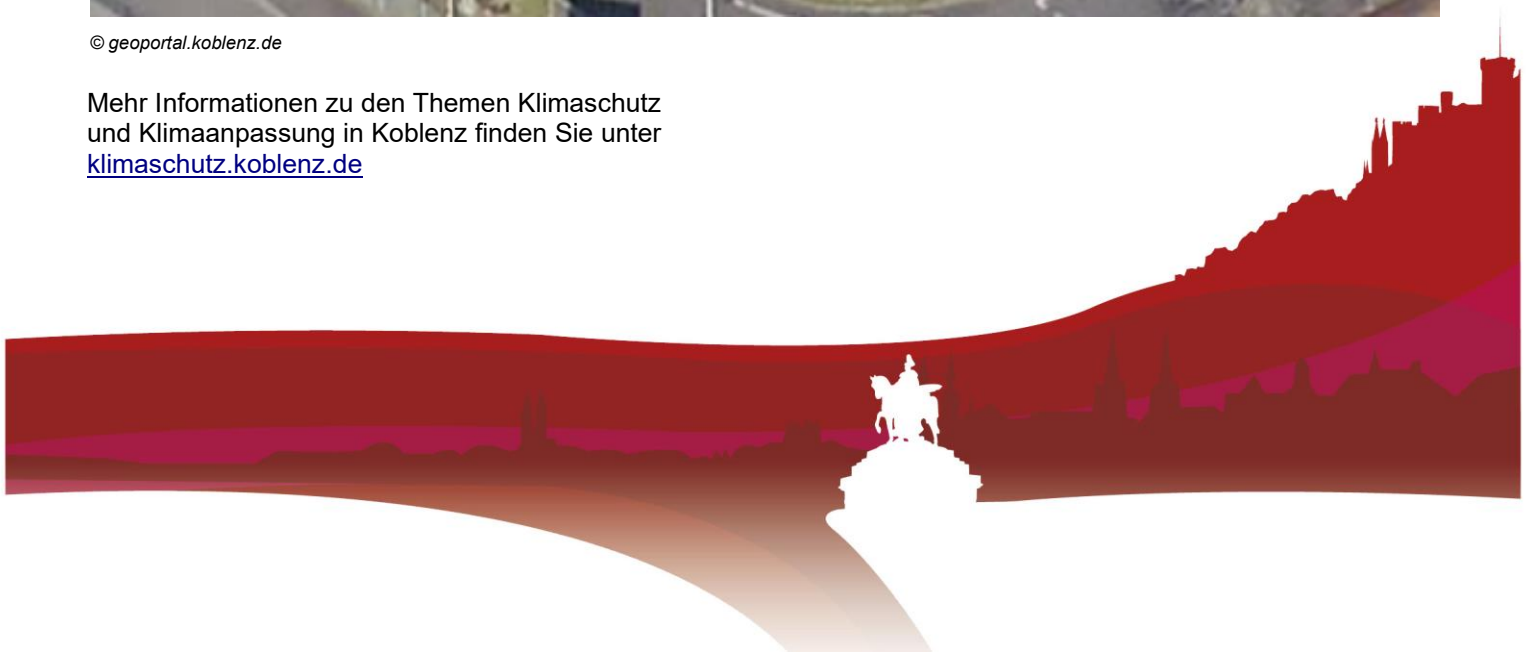 © geoportal.koblenz.de
Mehr Informationen zu den Themen Klimaschutz
und Klimaanpassung in Koblenz finden Sie unter
klimaschutz.koblenz.de